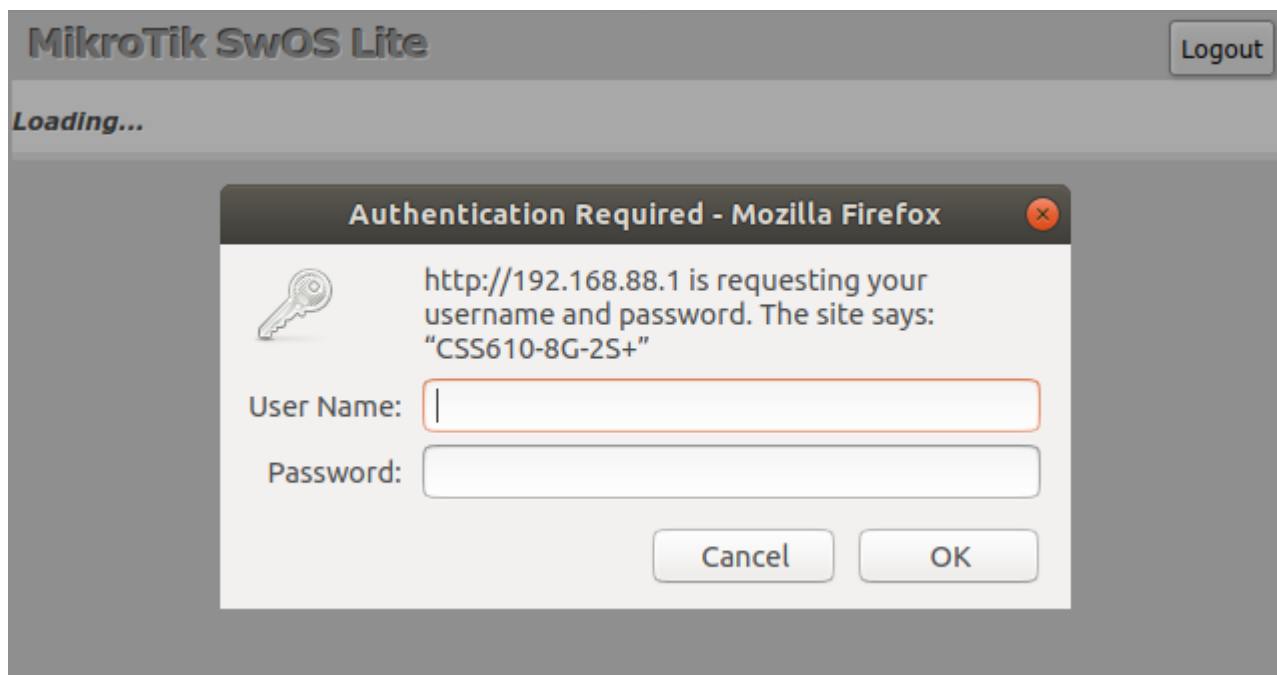 MikroTik SwOS Lite
Logout
Loading...
Authentication Required - Mozilla Firefox
http://192.168.88.1 is requesting your
username and password. The site says:
“CSS610-8G-2S+”
User Name:
Password:
Cancel
OK